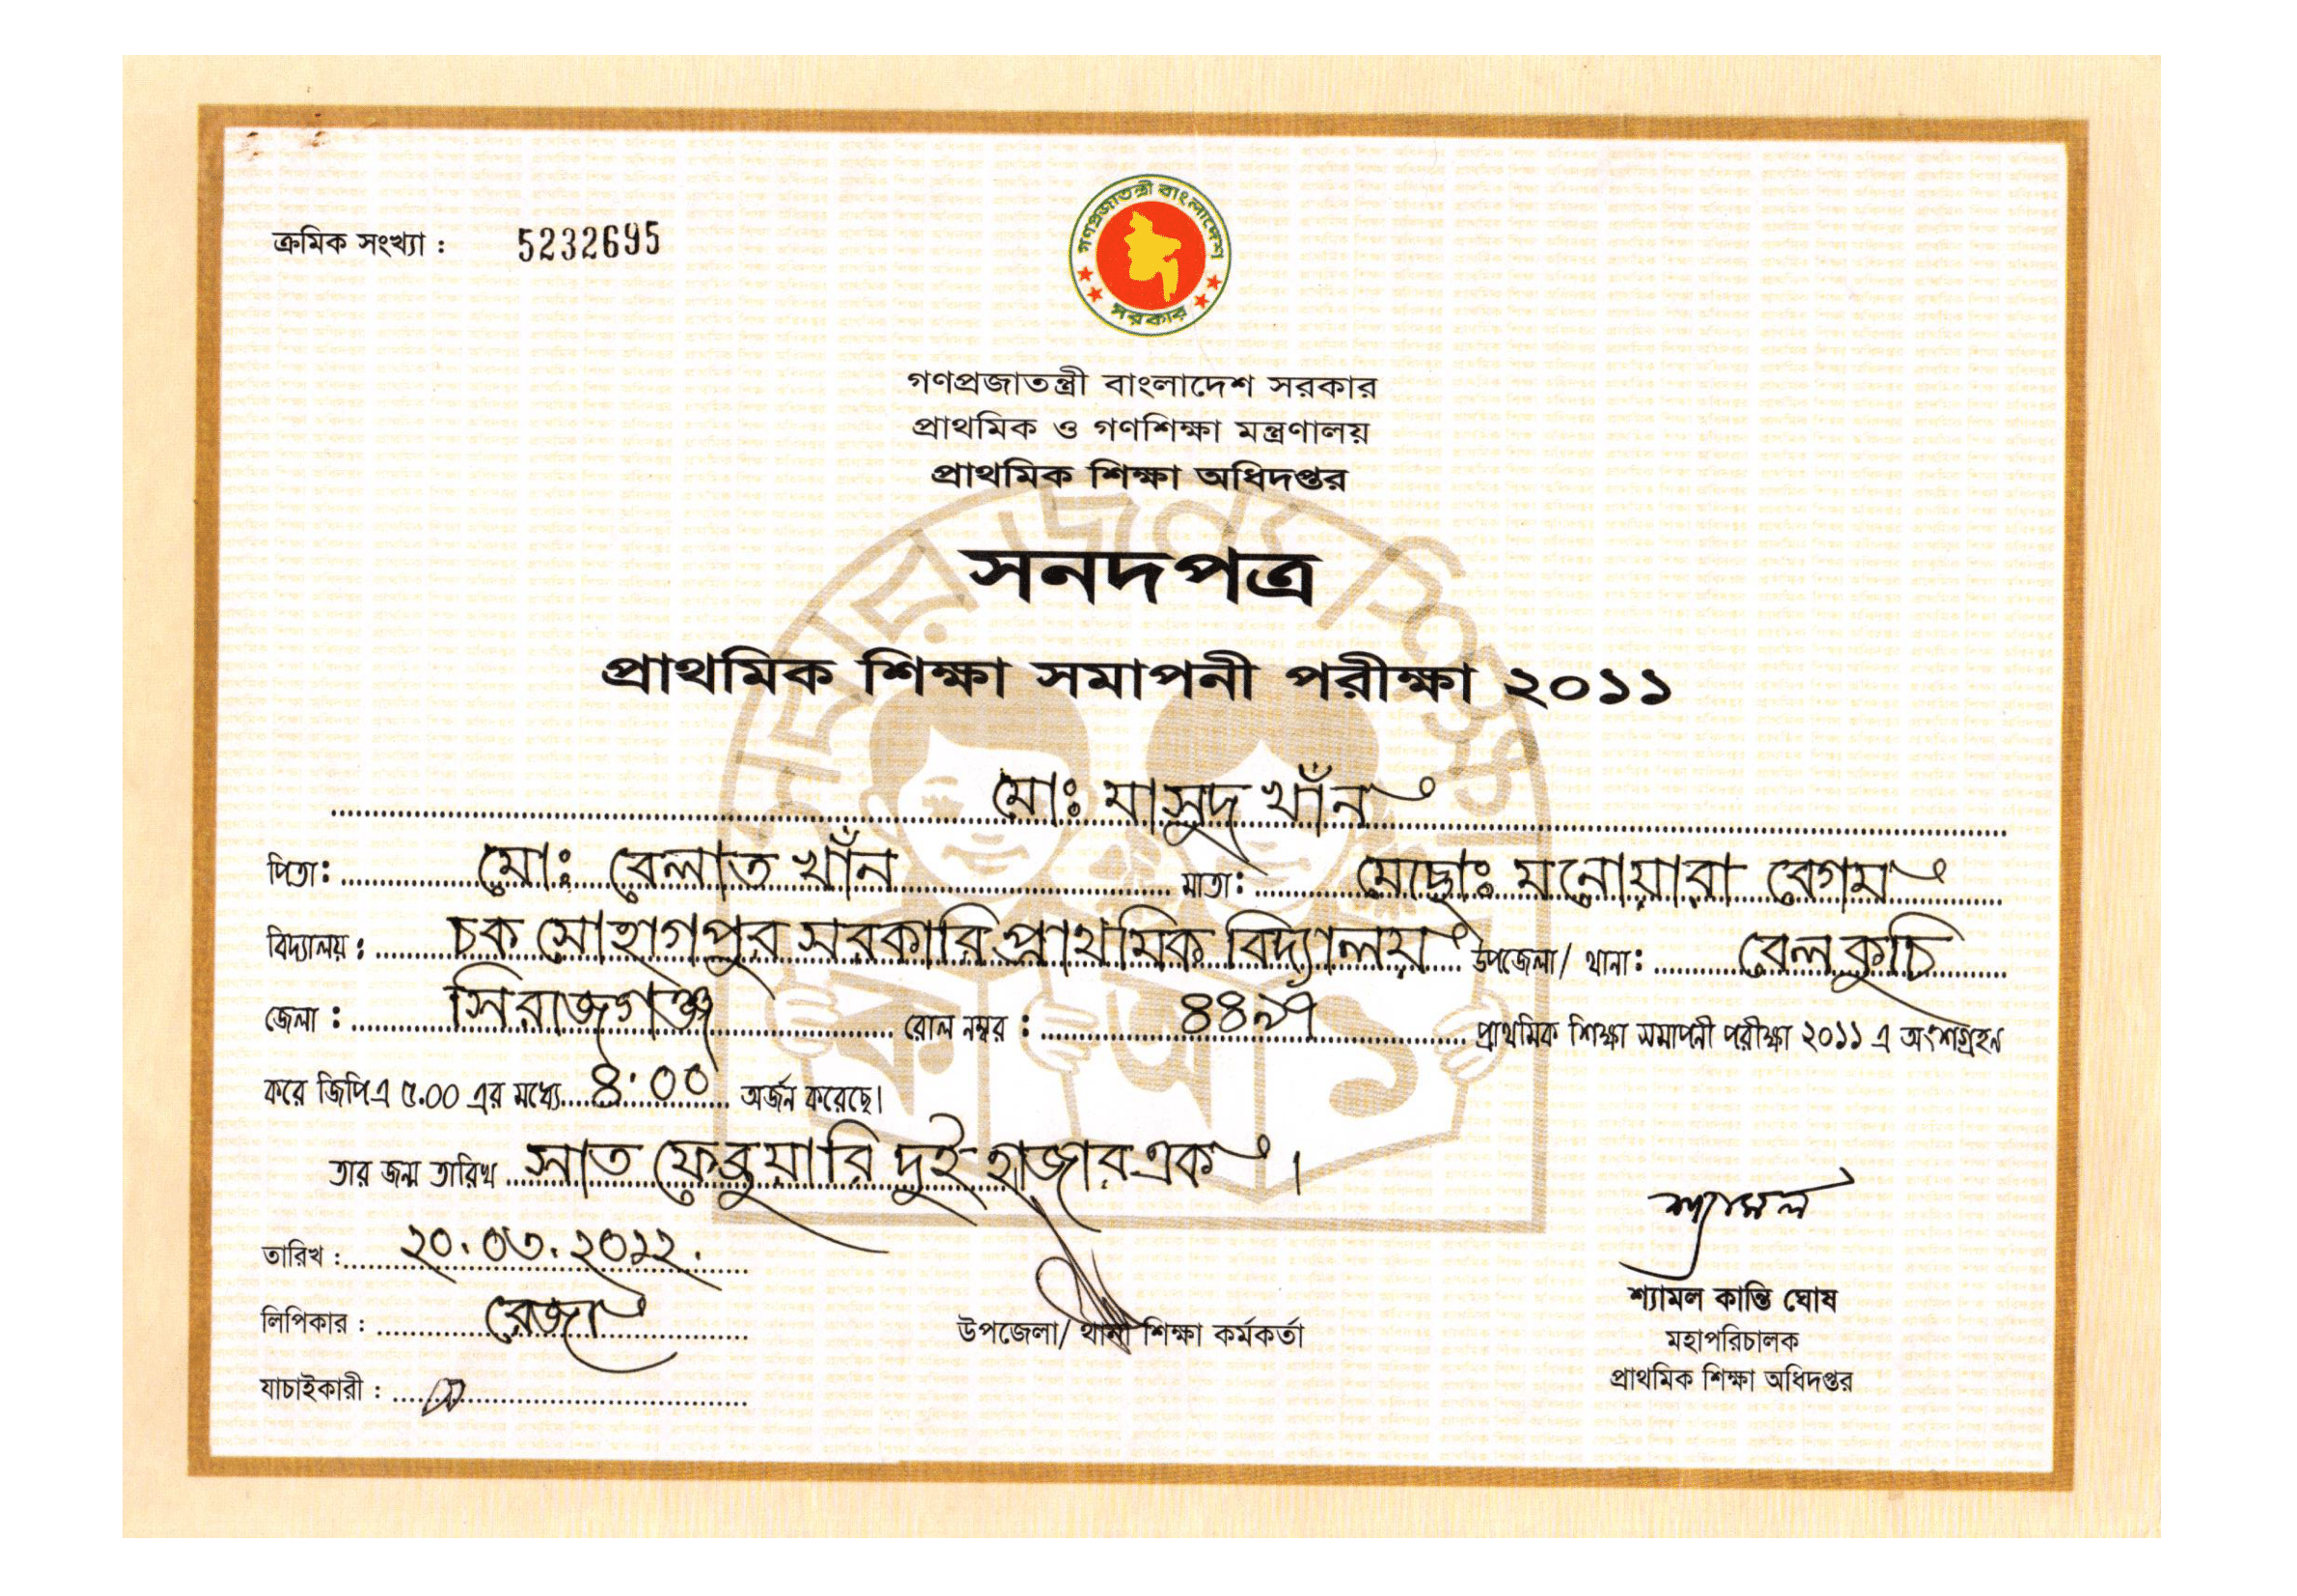 ক্রমিক সংখ্যা : 5232695
গণপ্রজাতন্ত্রী বাংলাদেশ
সরকার
গণপ্রজাতন্ত্রী বাংলাদেশ সরকার
প্রাথমিক ও গণশিক্ষা মন্ত্রণালয়
প্রাথমিক শিক্ষা অধিদপ্তর
সনদপত্র
প্রাথমিক শিক্ষা সমাপনী পরীক্ষা ২০১১
মোঃ মাসুদ খাঁন
পিতা: মোঃ বেলাত খাঁন মাতা: মোছোঃ মনোয়ারা বেগম
বিদ্যালয় : চক সোহাগপুর সরকারি প্রাথমিক বিদ্যালয় উপজেলা/ থানা: বেলকুচি
জেলা : সিরাজগঞ্জ রোল নম্বর : প্রাথমিক শিক্ষা সমাপনী পরীক্ষা ২০১১ এ অংশগ্রহণ
করে জিপিএ ৫.০০ এর মধ্যে ৪.০০ অর্জন করেছে।
তার জন্ম তারিখ সাত ফেব্রুয়ারি দুই হাজার এক ।
তারিখ : ২০.০৩.২০১২.
লিপিকার : রেজা
যাচাইকারী :
উপজেলা/ থানা শিক্ষা কর্মকর্তা
শ্যামল
শ্যামল কান্তি ঘোষ
মহাপরিচালক
প্রাথমিক শিক্ষা অধিদপ্তর